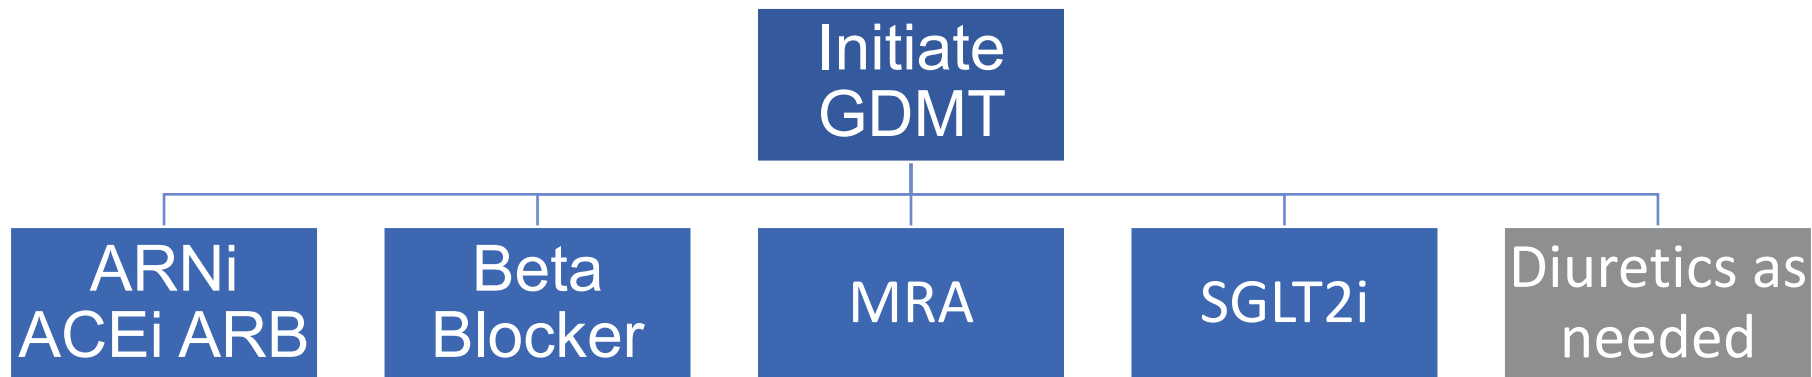 Initiate
GDMT
ARNi
ACEi ARB
Beta
Blocker
MRA
SGLT2i
Diuretics as
needed